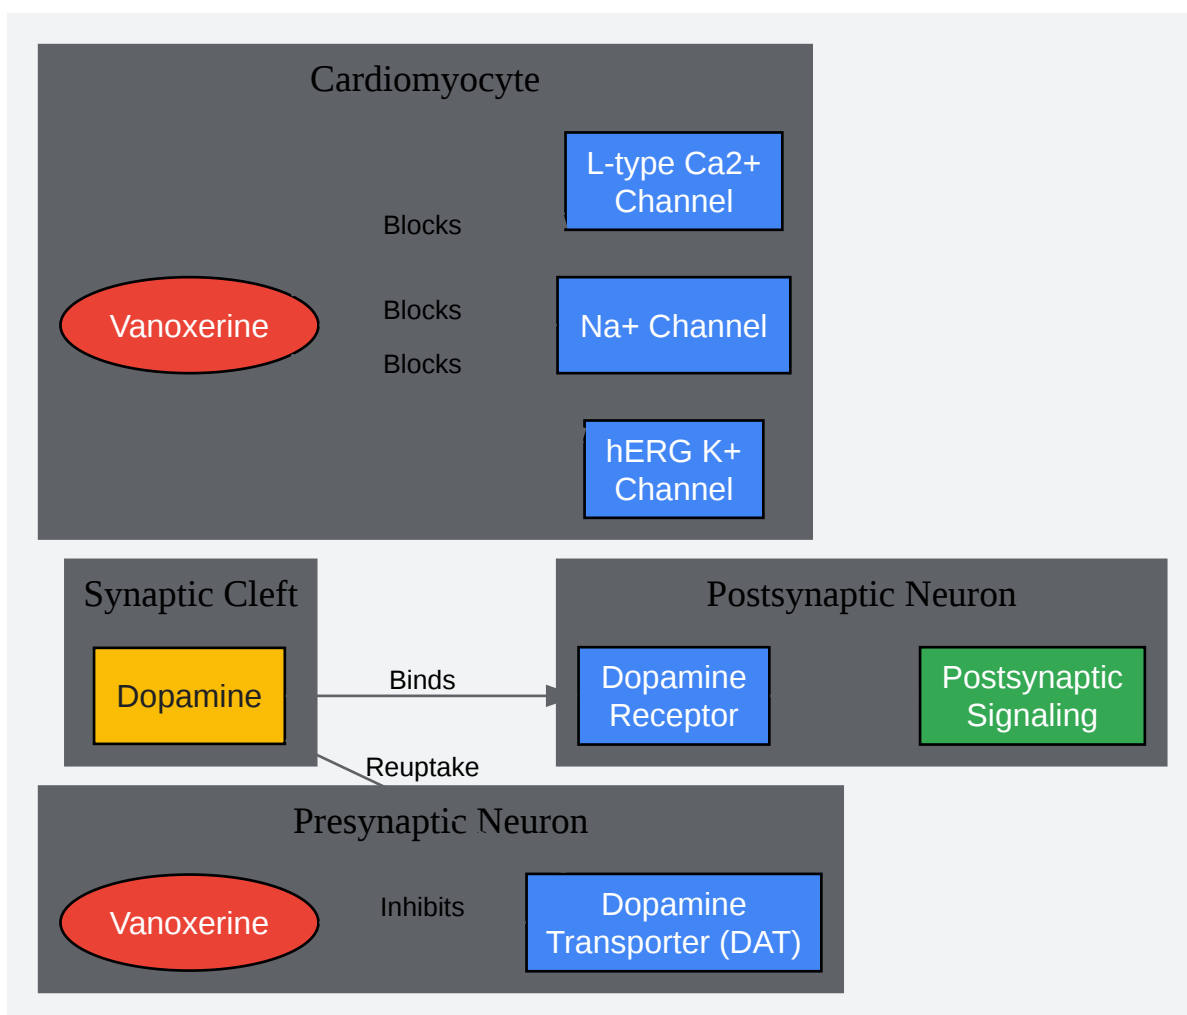 Cardiomyocyte
L-type Ca2+
Channel
Blocks
Vanoxerine
Blocks
Na+ Channel
Blocks
hERG K+
Channel
Synaptic Cleft
Dopamine
Binds
Reuptake
Postsynaptic Neuron
Dopamine
Receptor
Postsynaptic
Signaling
Presynaptic Neuron
Vanoxerine
Inhibits
Dopamine
Transporter (DAT)